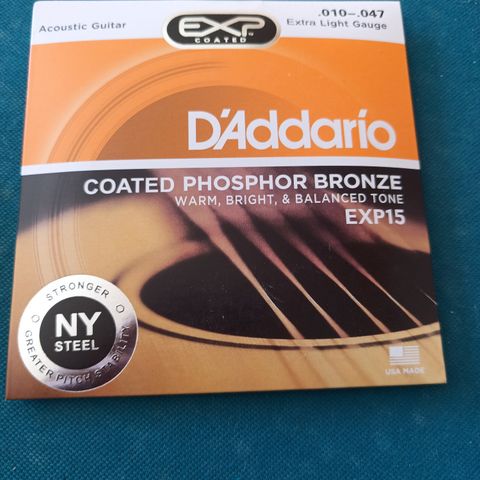 Acoustic Guitar
EXP
COATED
.010–.047
Extra Light Gauge
D'Addario
COATED PHOSPHOR BRONZE
WARM, BRIGHT, & BALANCED TONE
EXP15
STRONGER
NY
STEEL
GREATER PITCH STABILITY
USA MADE